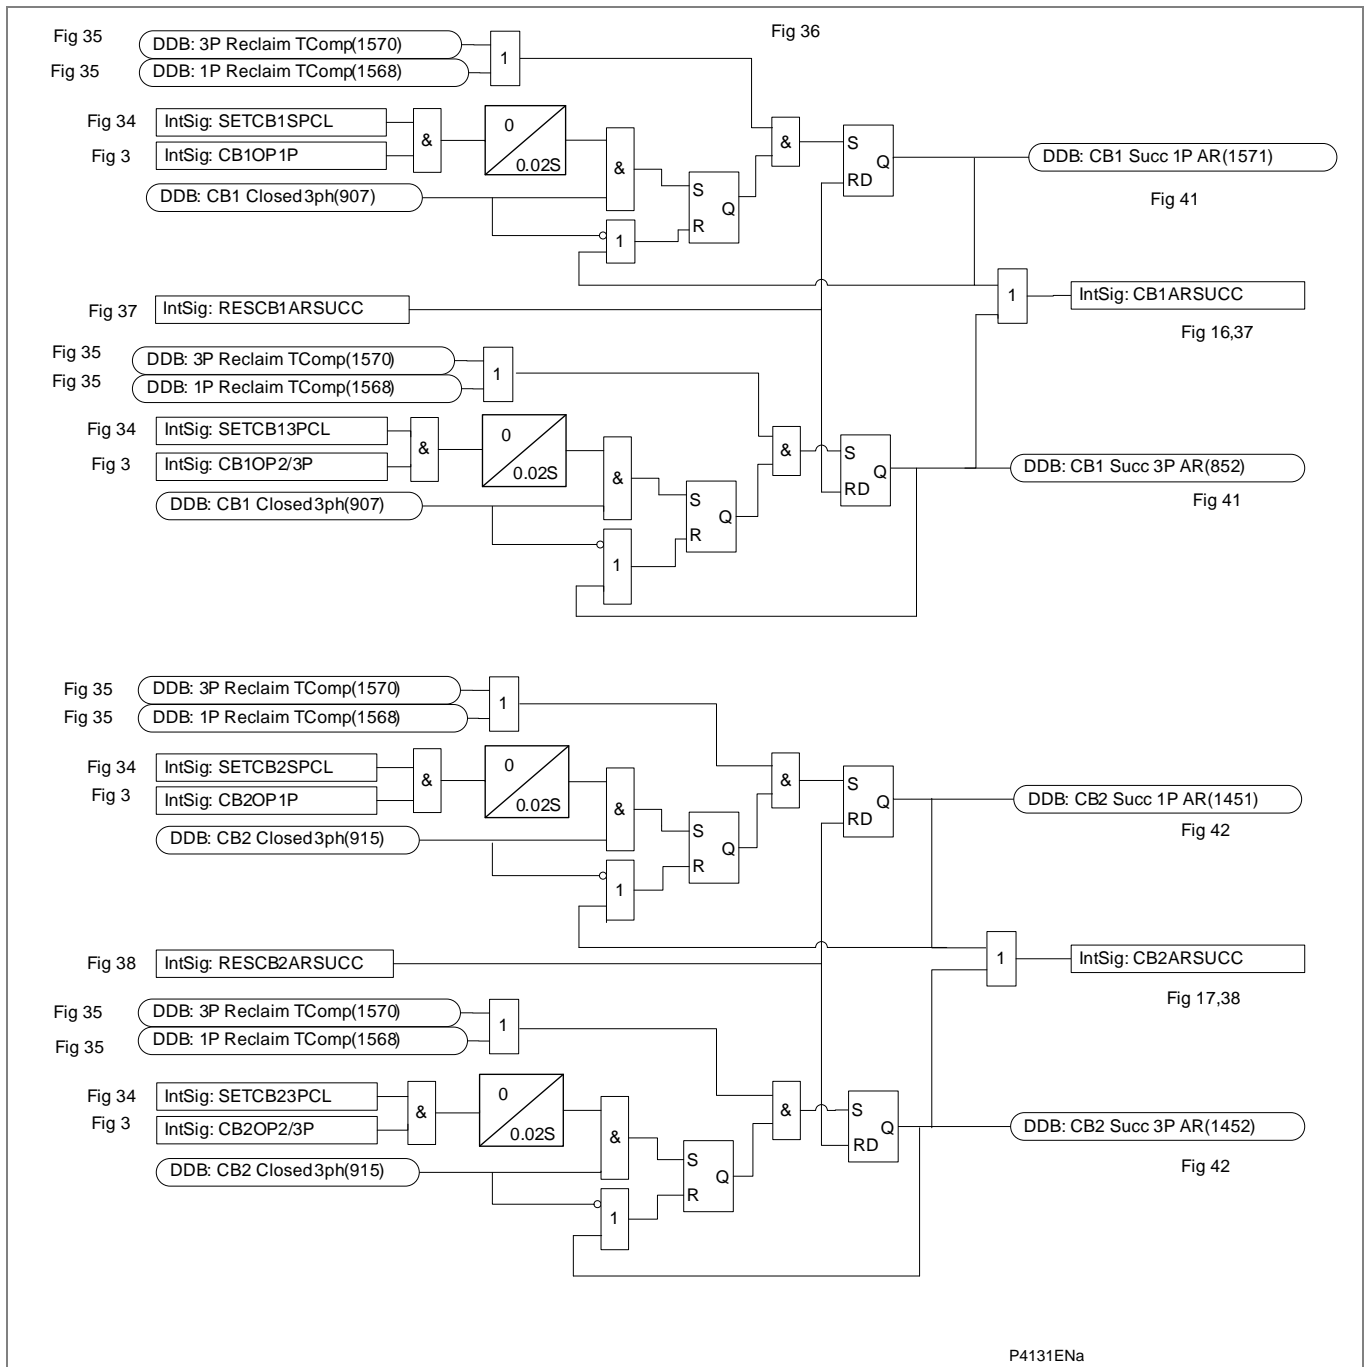 Fig 36
Fig 35
DDB: 3P Reclaim TComp(1570)
1
Fig 35
DDB: 1P Reclaim TComp(1568)
Fig 34
IntSig: SETCB1SPCL
&
0
0.02S
&
&
S
Q
RD
DDB: CB1 Succ 1P AR(1571)
Fig 3
IntSig: CB1OP1P
DDB: CB1 Closed3ph(907)
S
Q
R
1
Fig 41
Fig 37
IntSig: RESCB1ARSUCC
1
IntSig: CB1ARSUCC
Fig 16,37
Fig 35
DDB: 3P Reclaim TComp(1570)
1
Fig 35
DDB: 1P Reclaim TComp(1568)
Fig 34
IntSig: SETCB13PCL
&
0
0.02S
&
&
S
Q
RD
DDB: CB1 Succ 3P AR(852)
Fig 3
IntSig: CB1OP2/3P
DDB: CB1 Closed3ph(907)
S
Q
R
1
Fig 41
Fig 35
DDB: 3P Reclaim TComp(1570)
1
Fig 35
DDB: 1P Reclaim TComp(1568)
Fig 34
IntSig: SETCB2SPCL
&
0
0.02S
&
&
S
Q
RD
DDB: CB2 Succ 1P AR(1451)
Fig 3
IntSig: CB2OP1P
DDB: CB2 Closed3ph(915)
S
Q
R
1
Fig 42
Fig 38
IntSig: RESCB2ARSUCC
1
IntSig: CB2ARSUCC
Fig 17,38
Fig 35
DDB: 3P Reclaim TComp(1570)
1
Fig 35
DDB: 1P Reclaim TComp(1568)
Fig 34
IntSig: SETCB23PCL
&
0
0.02S
&
&
S
Q
RD
DDB: CB2 Succ 3P AR(1452)
Fig 3
IntSig: CB2OP2/3P
DDB: CB2 Closed3ph(915)
S
Q
R
1
Fig 42
P4131ENa